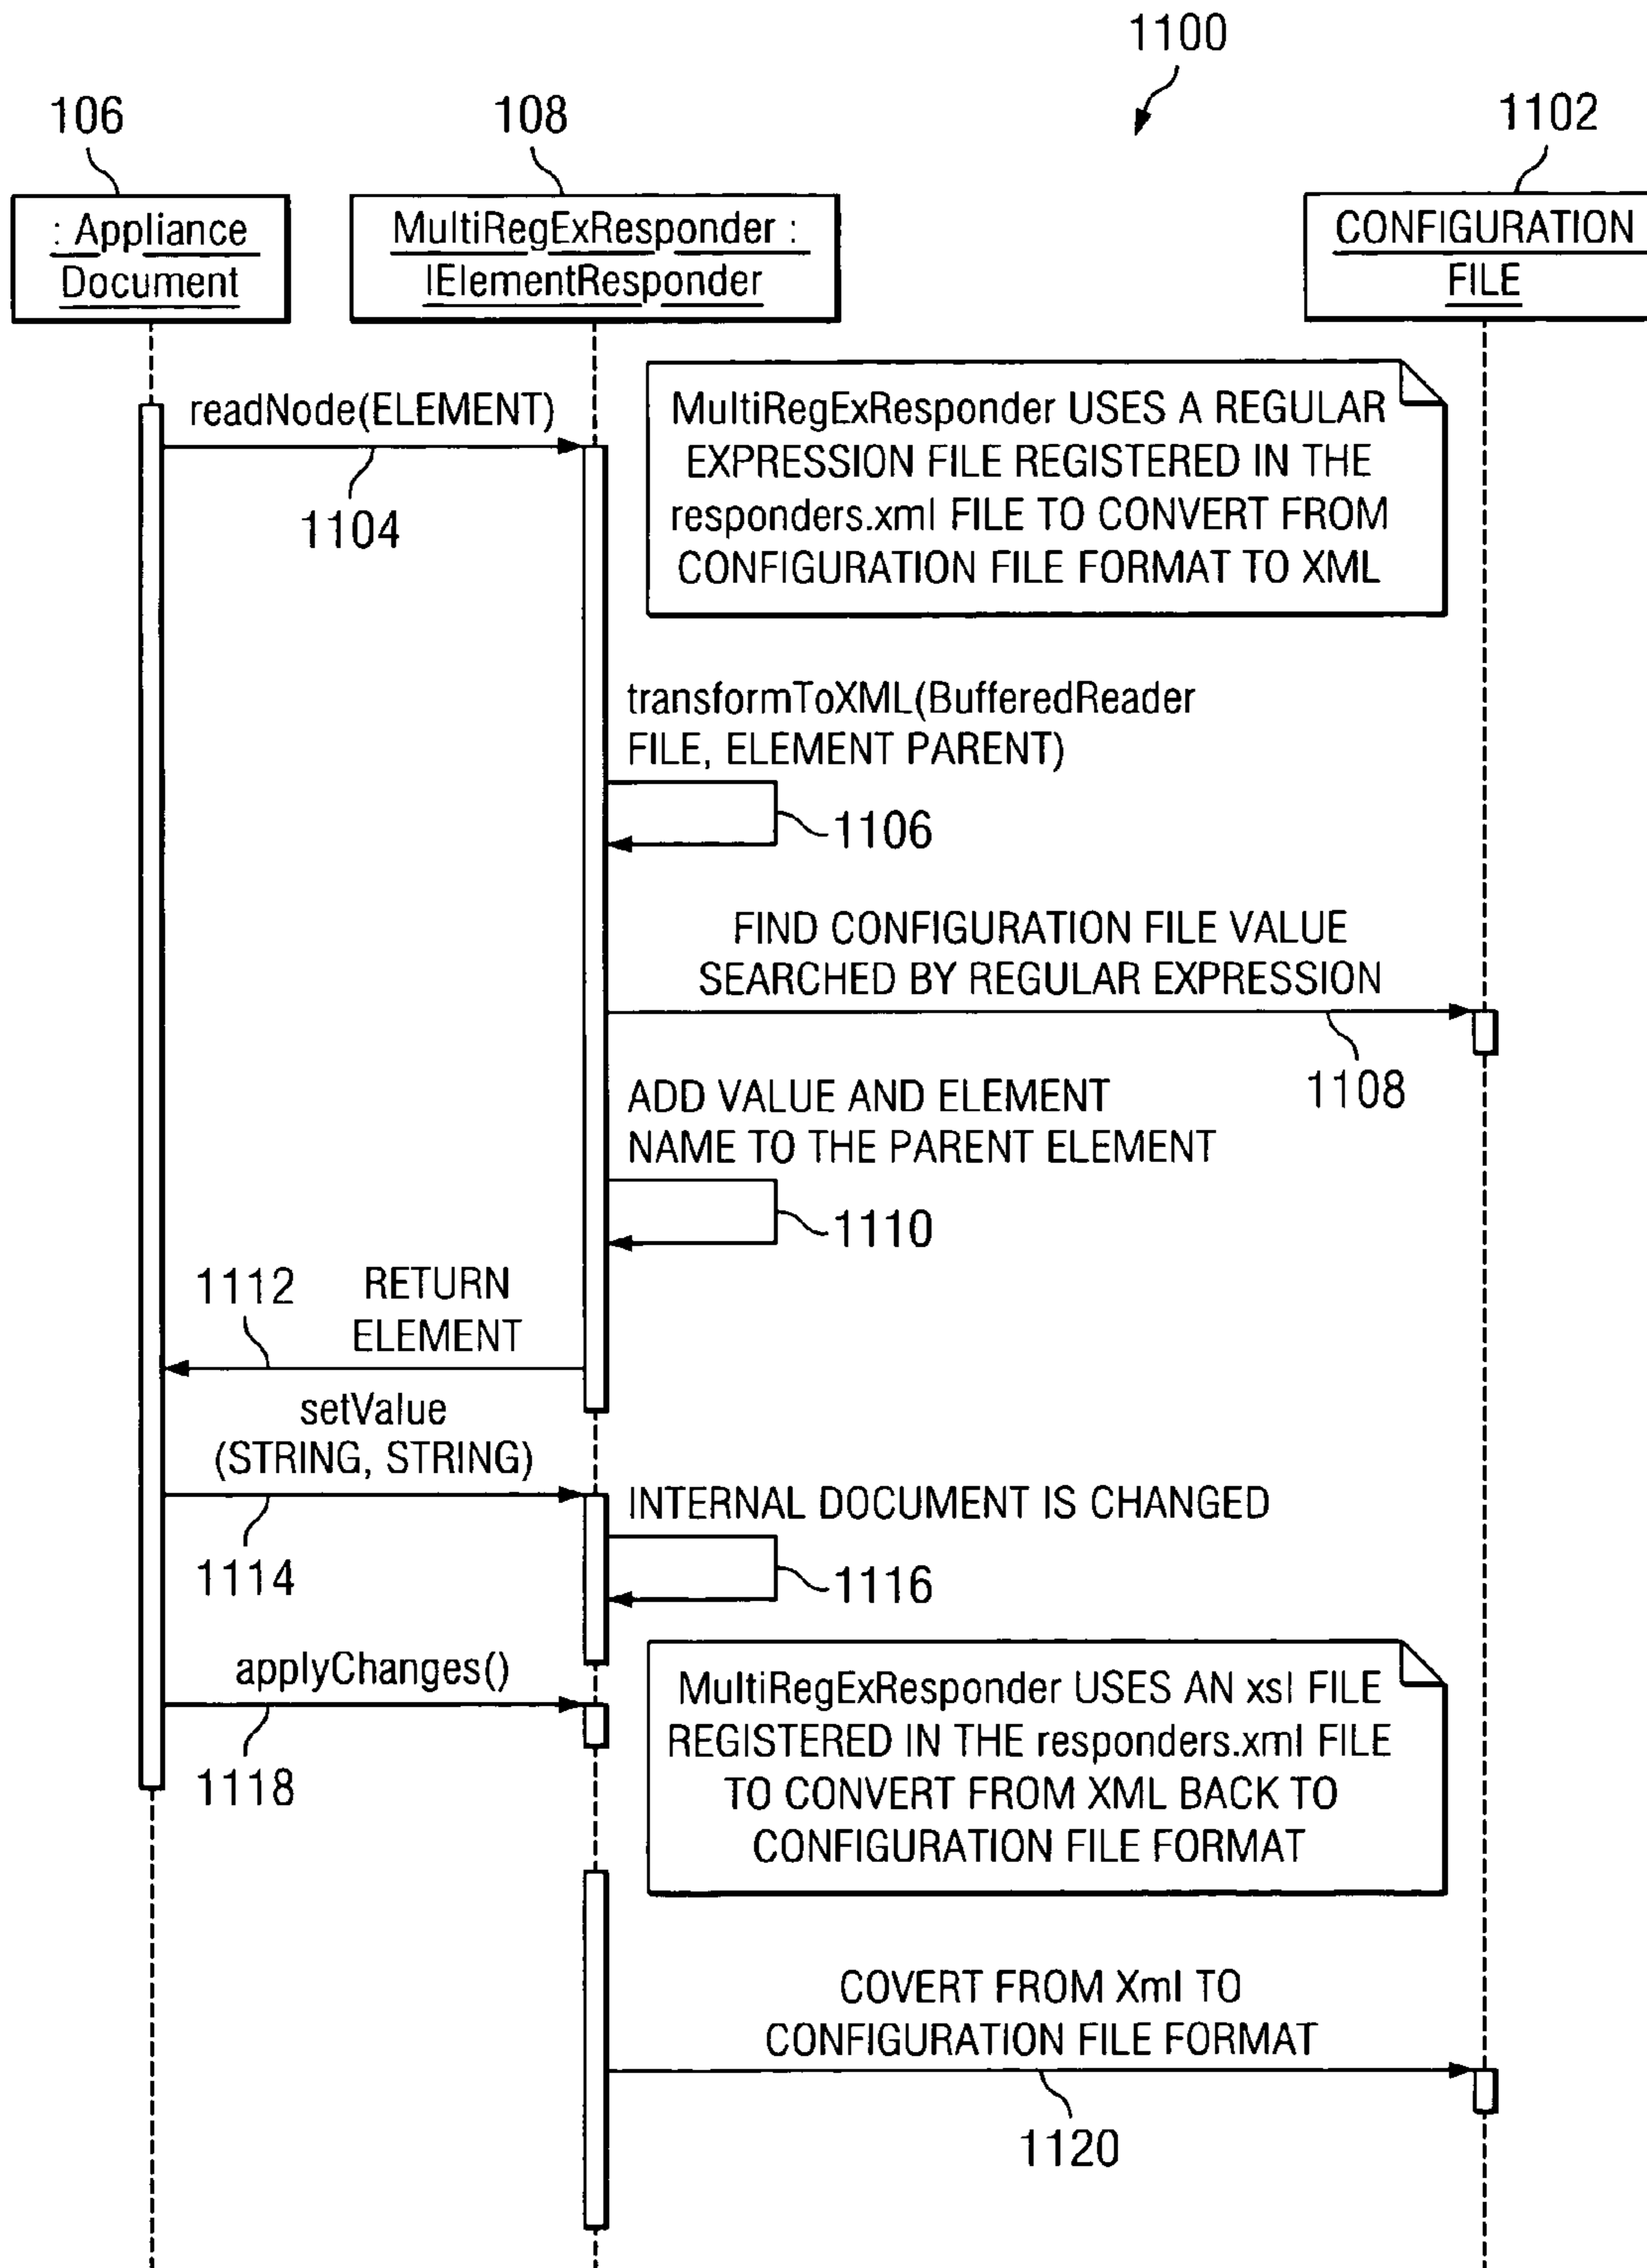 1100
106
108
1102
: Appliance
Document
MultiRegExResponder :
IElementResponder
CONFIGURATION
FILE
readNode(ELEMENT)
1104
MultiRegExResponder USES A REGULAR
EXPRESSION FILE REGISTERED IN THE
responders.xml FILE TO CONVERT FROM
CONFIGURATION FILE FORMAT TO XML
transformToXML(BufferedReader
FILE, ELEMENT PARENT)
1106
FIND CONFIGURATION FILE VALUE
SEARCHED BY REGULAR EXPRESSION
1108
ADD VALUE AND ELEMENT
NAME TO THE PARENT ELEMENT
1110
1112
RETURN
ELEMENT
setValue
(STRING, STRING)
1114
INTERNAL DOCUMENT IS CHANGED
1116
applyChanges()
1118
MultiRegExResponder USES AN xsl FILE
REGISTERED IN THE responders.xml FILE
TO CONVERT FROM XML BACK TO
CONFIGURATION FILE FORMAT
COVERT FROM Xml TO
CONFIGURATION FILE FORMAT
1120